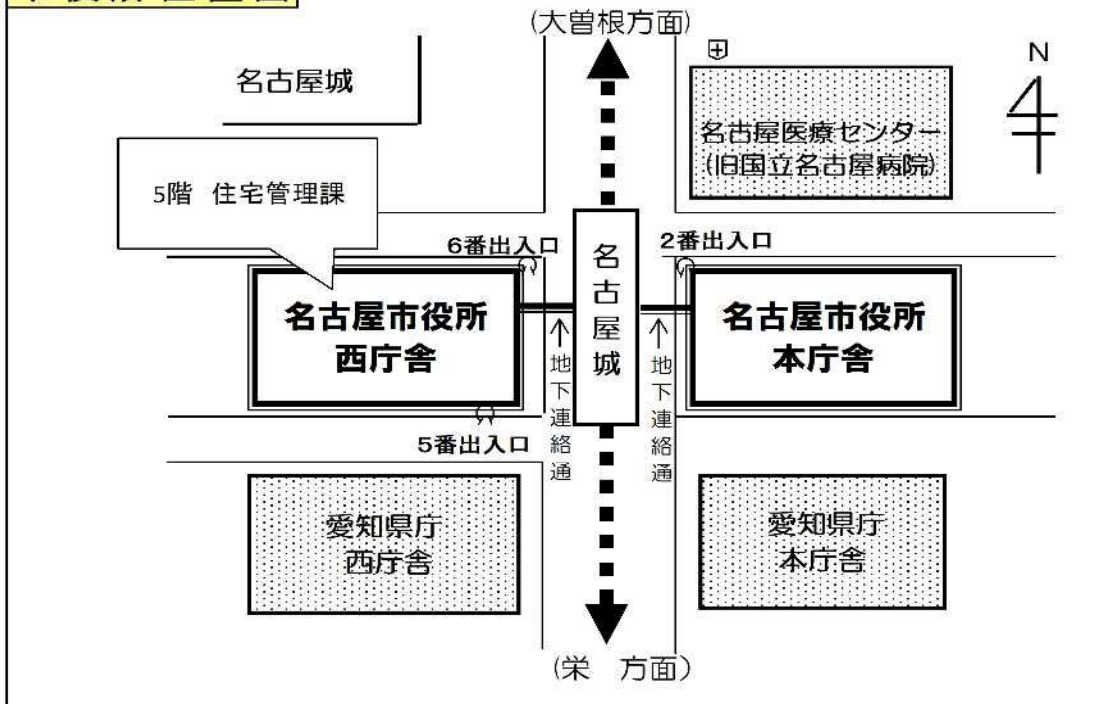 (大曽根方面)
N
名古屋城
名古屋医療センター
(旧国立名古屋病院)
5階 住宅管理課
6番出入口
2番出入口
名古屋城
名古屋市役所
西庁舎
名古屋市役所
本庁舎
↑地下連絡通
↑地下連絡通
5番出入口
愛知県庁
西庁舎
愛知県庁
本庁舎
(栄 方面)